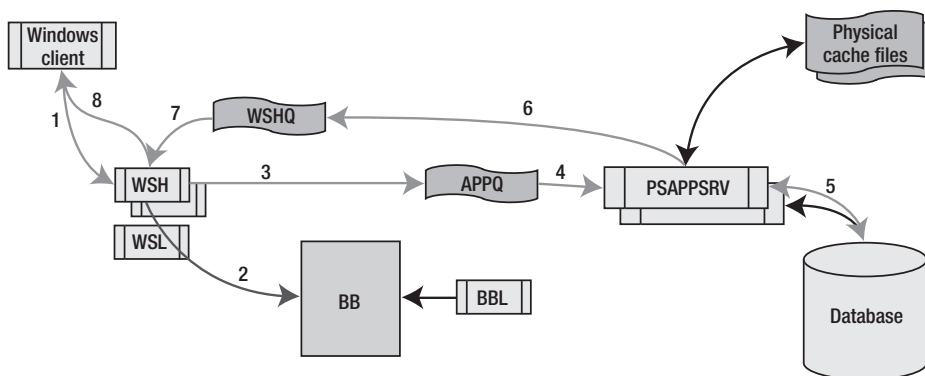 Windows
client
Physical
cache files
1
8
7
WSHQ
6
WSH
3
APPQ
4
PSAPPSRV
5
WSL
2
BB
BBL
Database